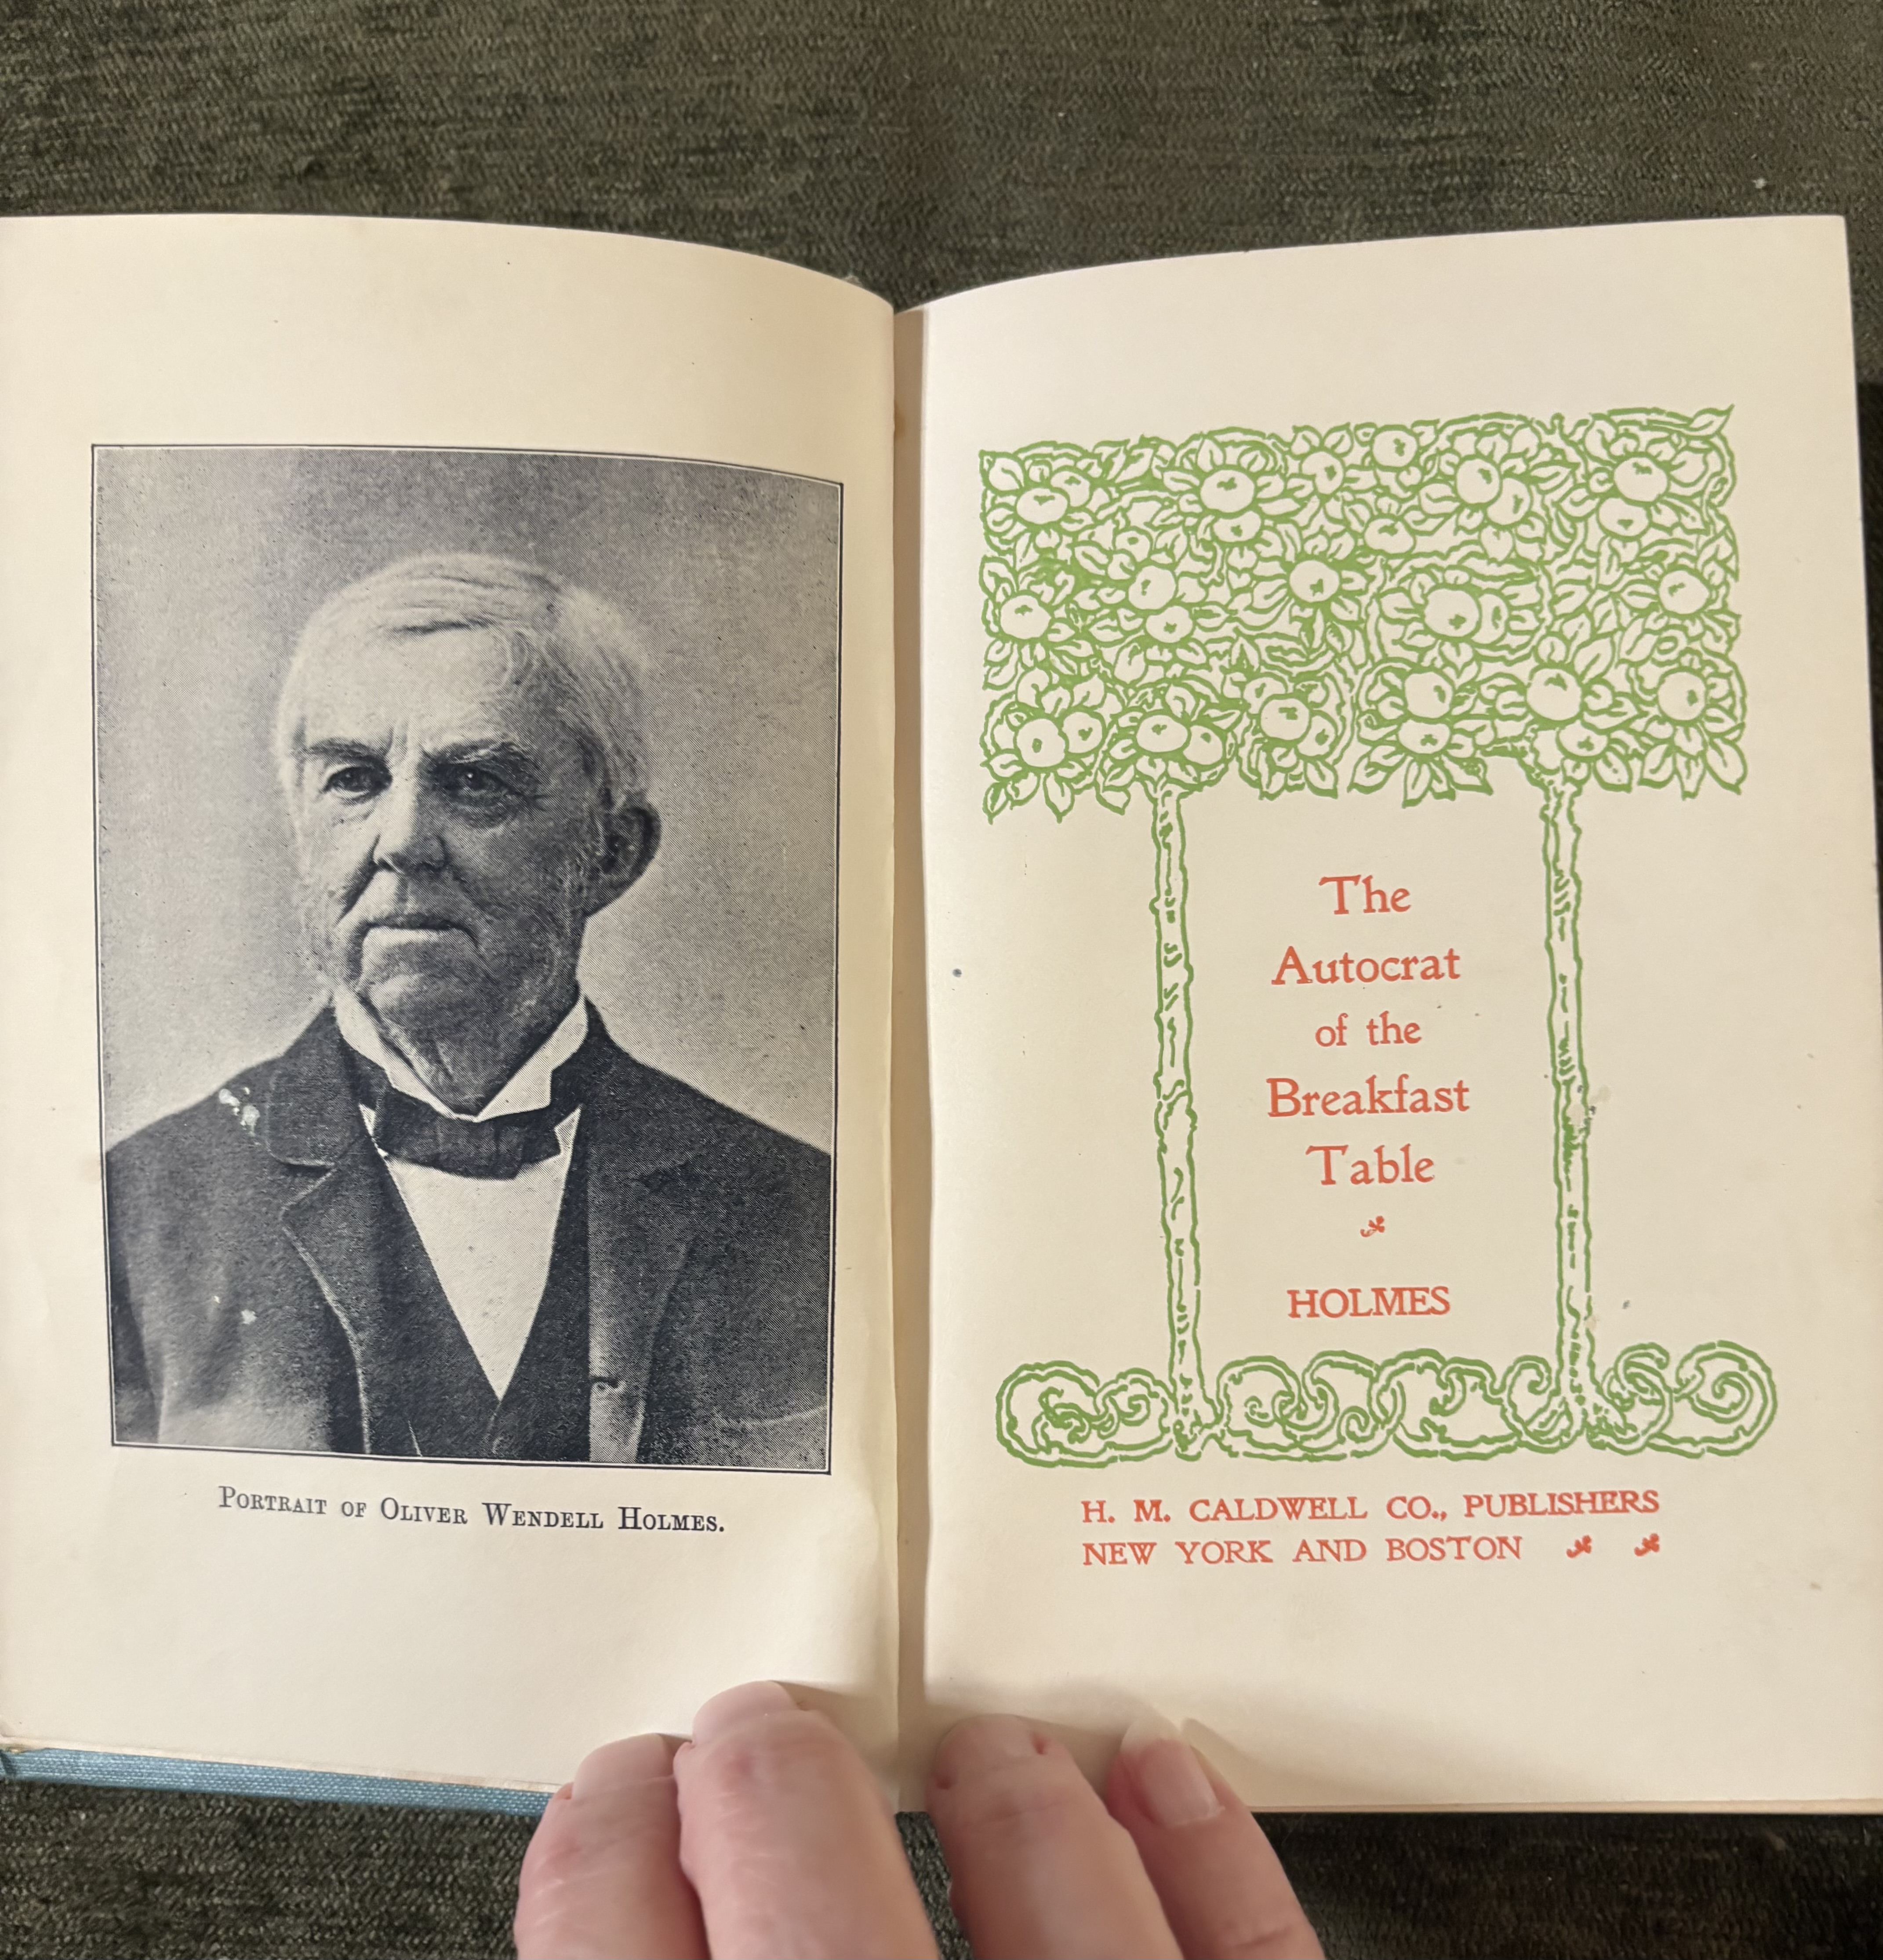 PORTRAIT OF OLIVER WENDELL HOLMES.
The
Autocrat
of the
Breakfast
Table
HOLMES
H. M. CALDWELL CO., PUBLISHERS
NEW YORK AND BOSTON